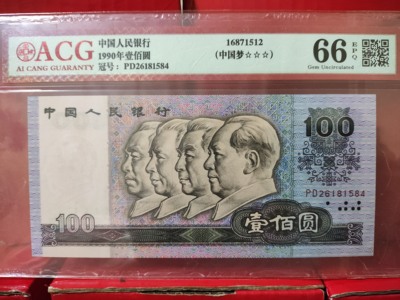 ACG
AI CANG GUARANTY
中国人民银行
1990年壹佰圆
冠号：PD26181584
16871512
(中国梦☆☆☆)
66 EPQ
Gem Uncirculated
中国人民银行
100
PD26181584
100
壹佰圆